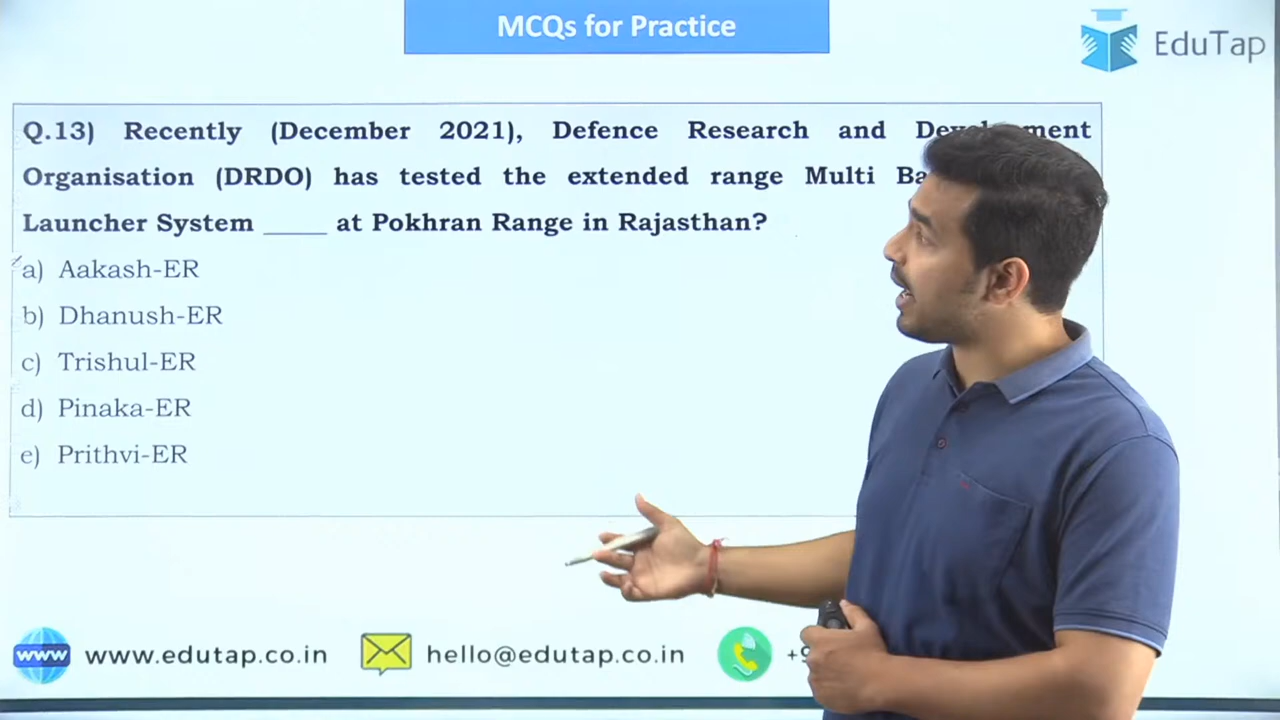 MCQs for Practice
EduTap
Q.13) Recently (December 2021), Defence Research and
Organisation (DRDO) has tested the extended range Multi
Launcher System _____ at Pokhran Range in Rajasthan?
a) Aakash-ER
b) Dhanush-ER
c) Trishul-ER
d) Pinaka-ER
e) Prithvi-ER
www www.edutap.co.in hello@edutap.co.in